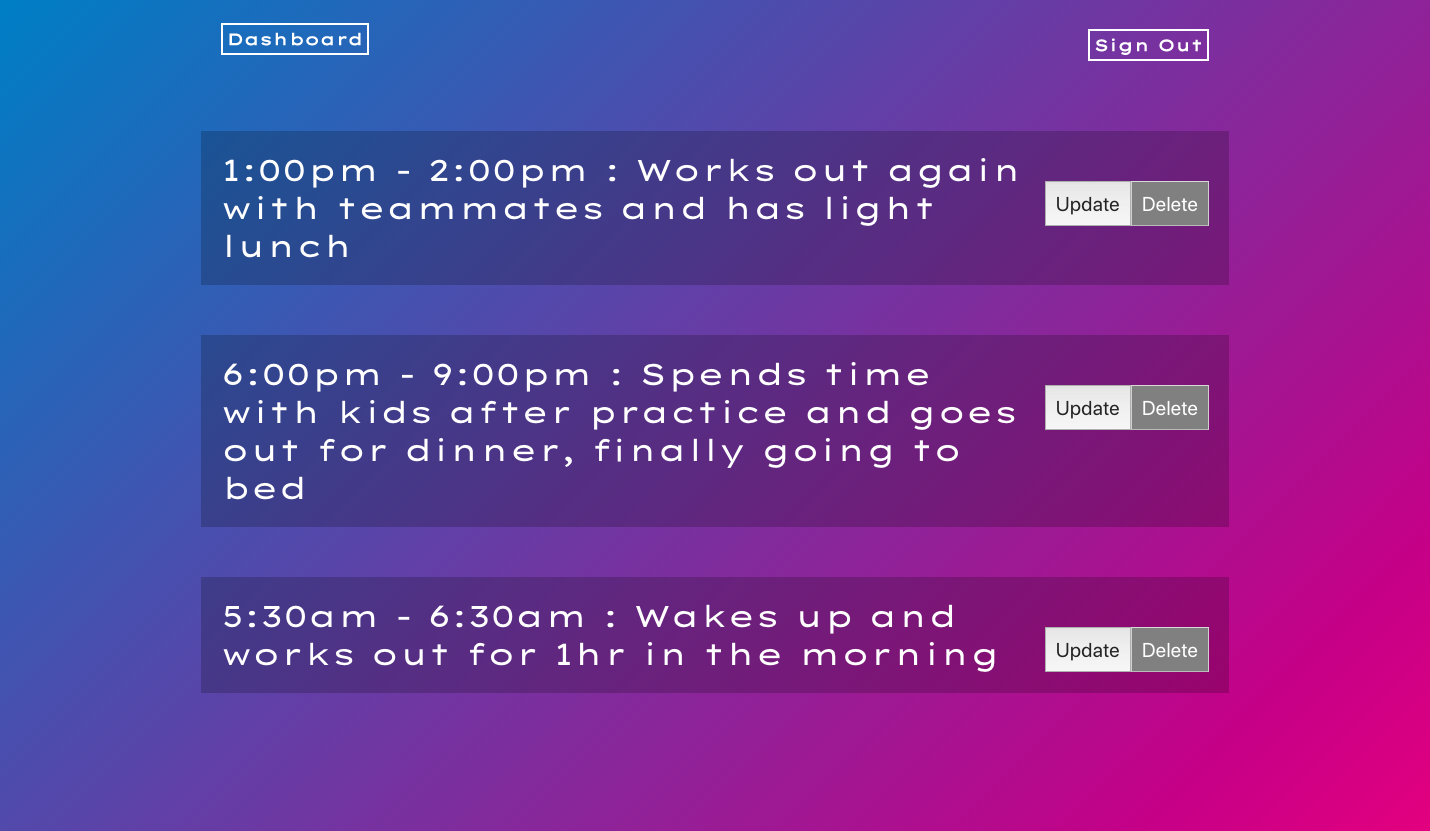 Dashboard
Sign Out
1:00pm - 2:00pm : Works out again
with teammates and has light
lunch
Update
Delete
6:00pm - 9:00pm : Spends time
with kids after practice and goes
out for dinner, finally going to
bed
Update
Delete
5:30am - 6:30am : Wakes up and
works out for 1hr in the morning
Update
Delete